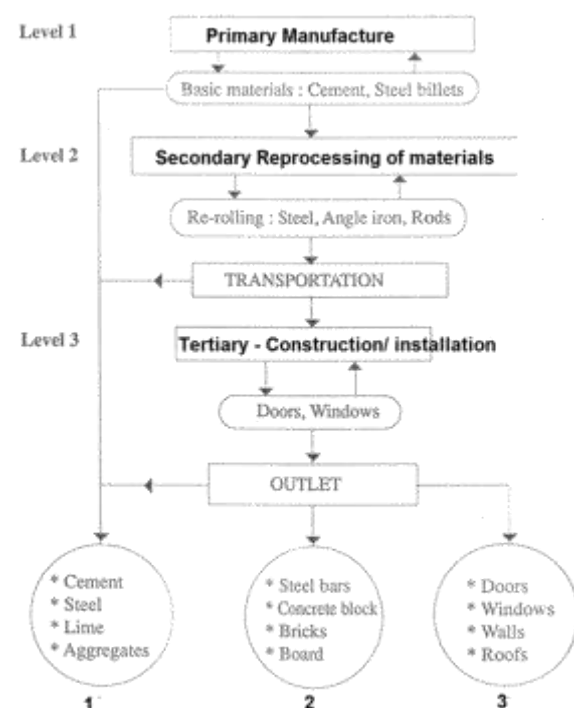 Level 1
Primary Manufacture
Basic materials : Cement, Steel billets
Level 2
Secondary Reprocessing of materials
Re-rolling : Steel, Angle iron, Rods
TRANSPORTATION
Level 3
Tertiary - Construction/ installation
Doors, Windows
OUTLET
* Cement
* Steel
* Lime
* Aggregates
* Steel bars
* Concrete block
* Bricks
* Board
* Doors
* Windows
* Walls
* Roofs
1
2
3